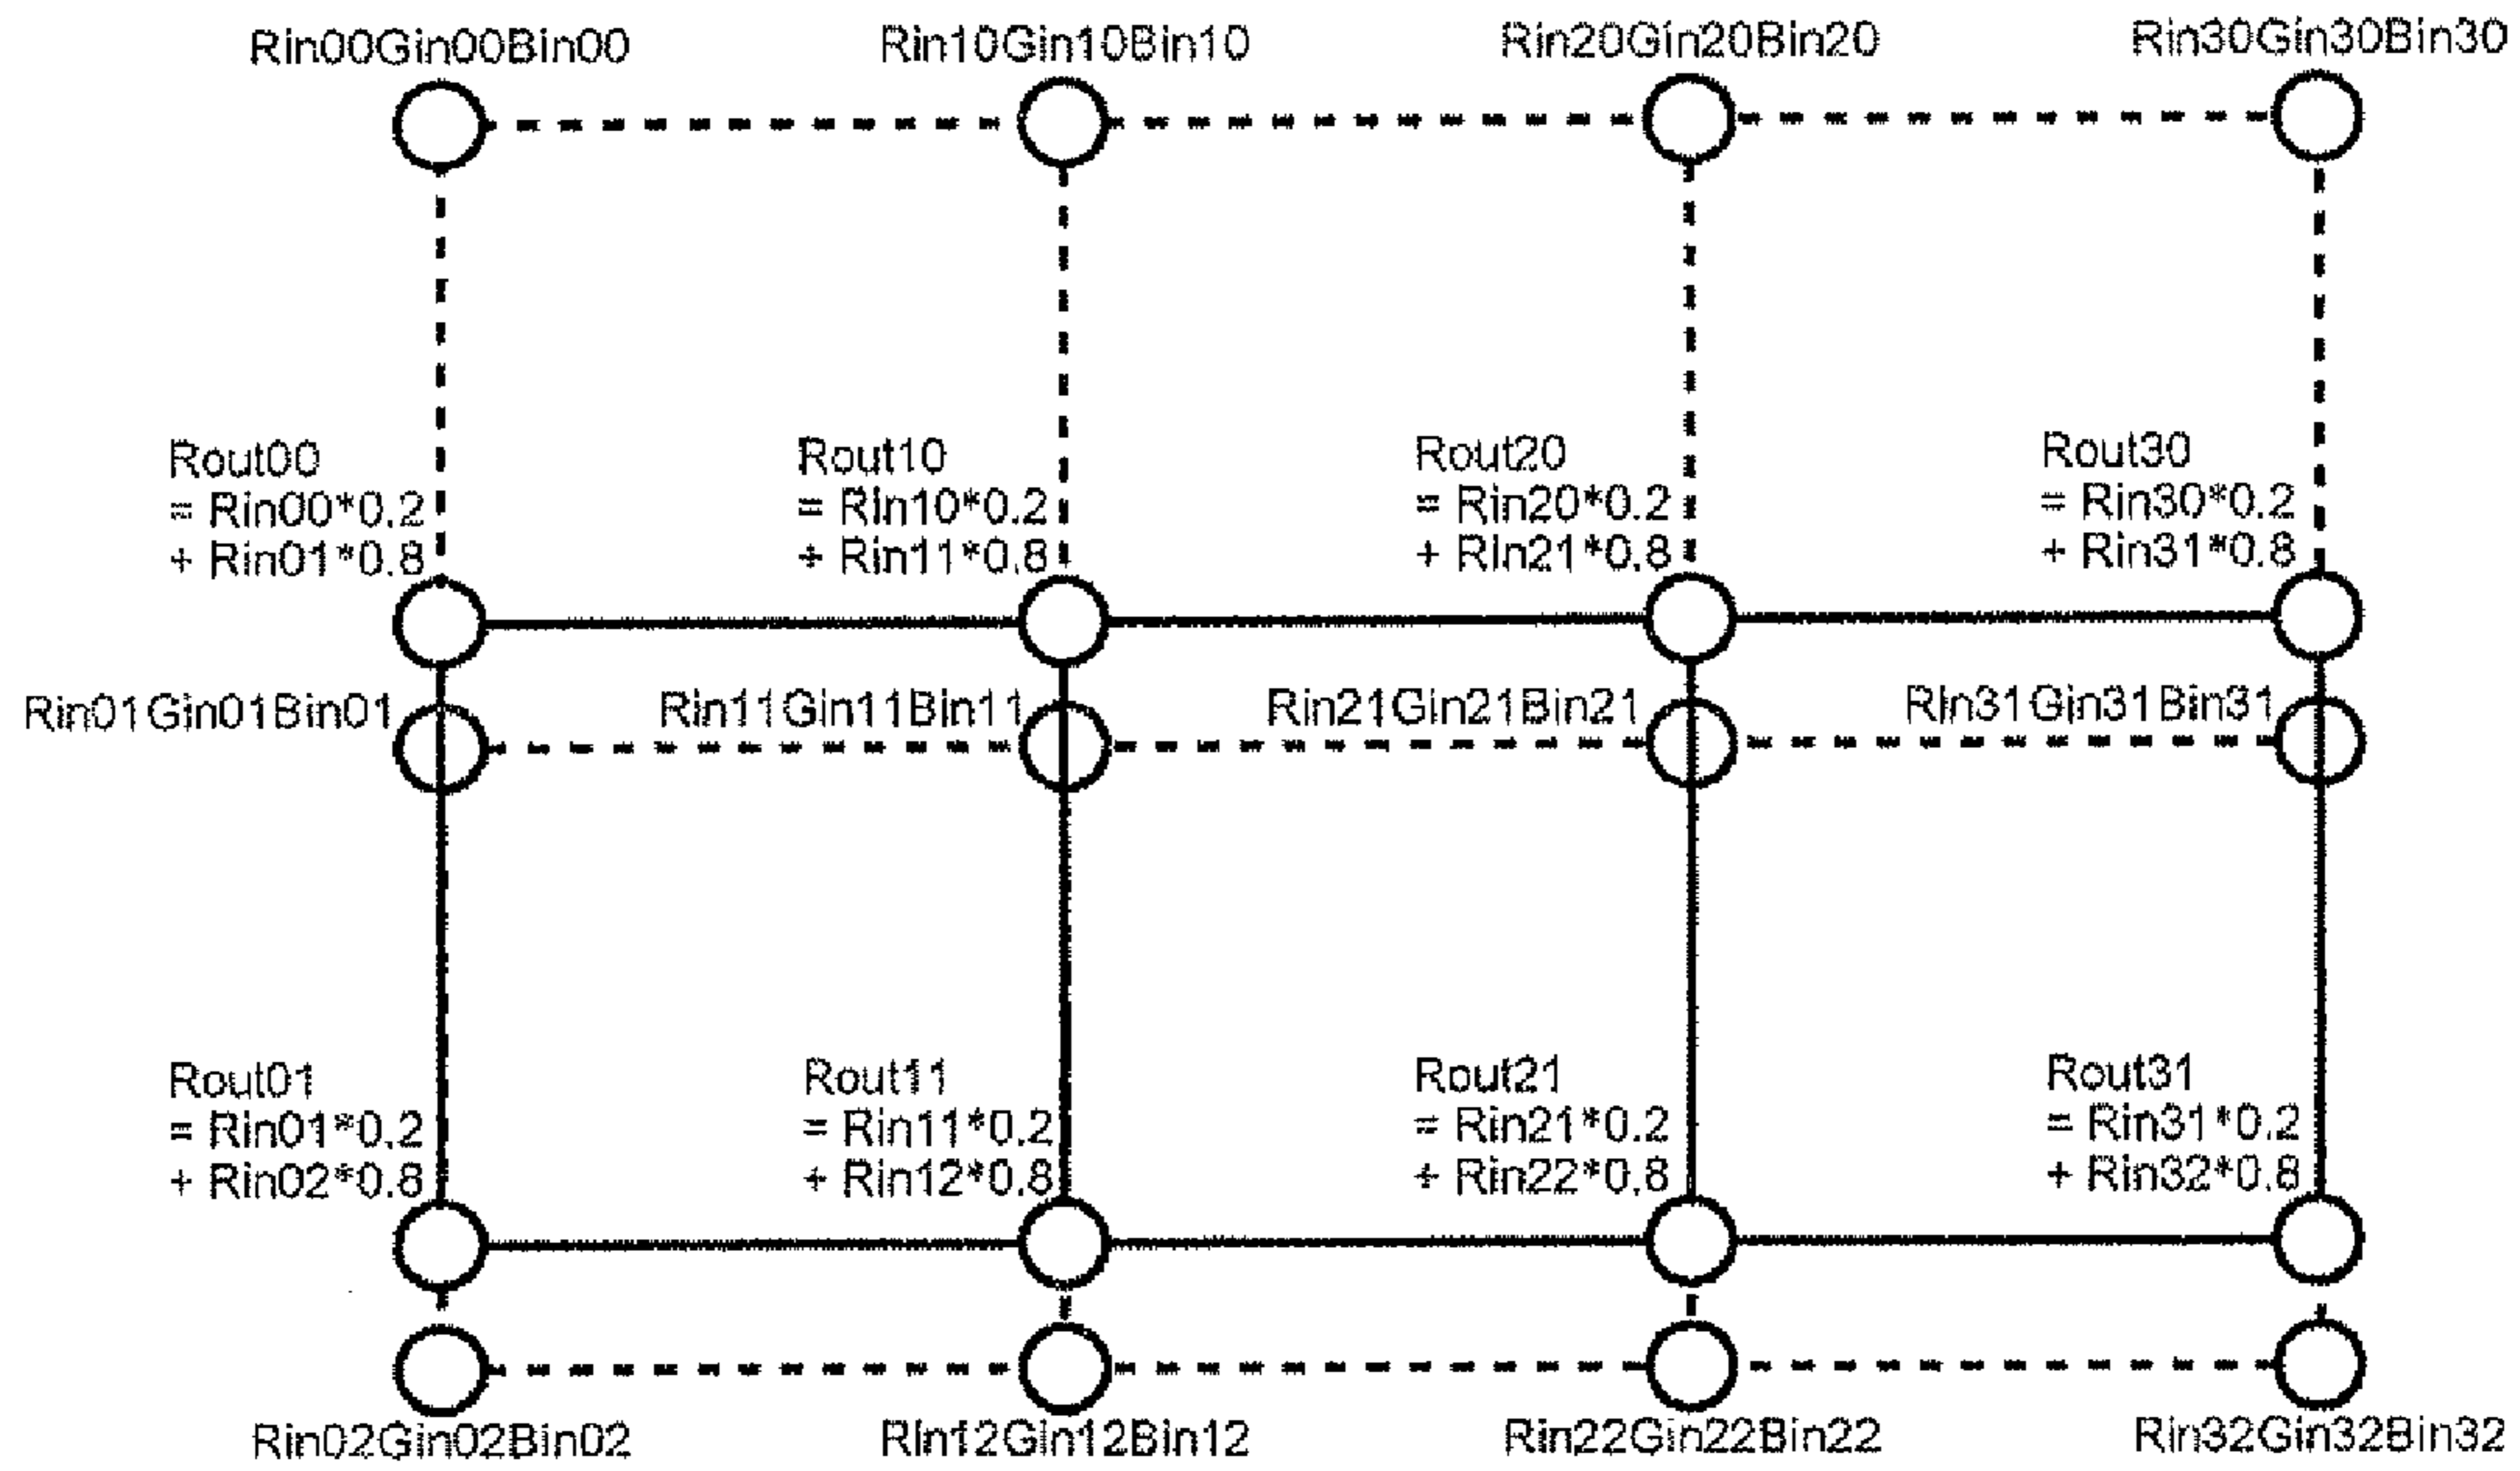 Rin00Gin00Bin00
Rin10Gin10Bin10
Rin20Gin20Bin20
Rin30Gin30Bin30
Rout00
= Rin00*0.2
+ Rin01*0.8
Rout10
= Rin10*0.2
+ Rin11*0.8
Rout20
= Rin20*0.2
+ Rin21*0.8
Rout30
= Rin30*0.2
+ Rin31*0.8
Rin01Gin01Bin01
Rin11Gin11Bin11
Rin21Gin21Bin21
Rin31Gin31Bin31
Rout01
= Rin01*0.2
+ Rin02*0.8
Rout11
= Rin11*0.2
+ Rin12*0.8
Rout21
= Rin21*0.2
+ Rin22*0.8
Rout31
= Rin31*0.2
+ Rin32*0.8
Rin02Gin02Bin02
Rin12Gin12Bin12
Rin22Gin22Bin22
Rin32Gin32Bin32